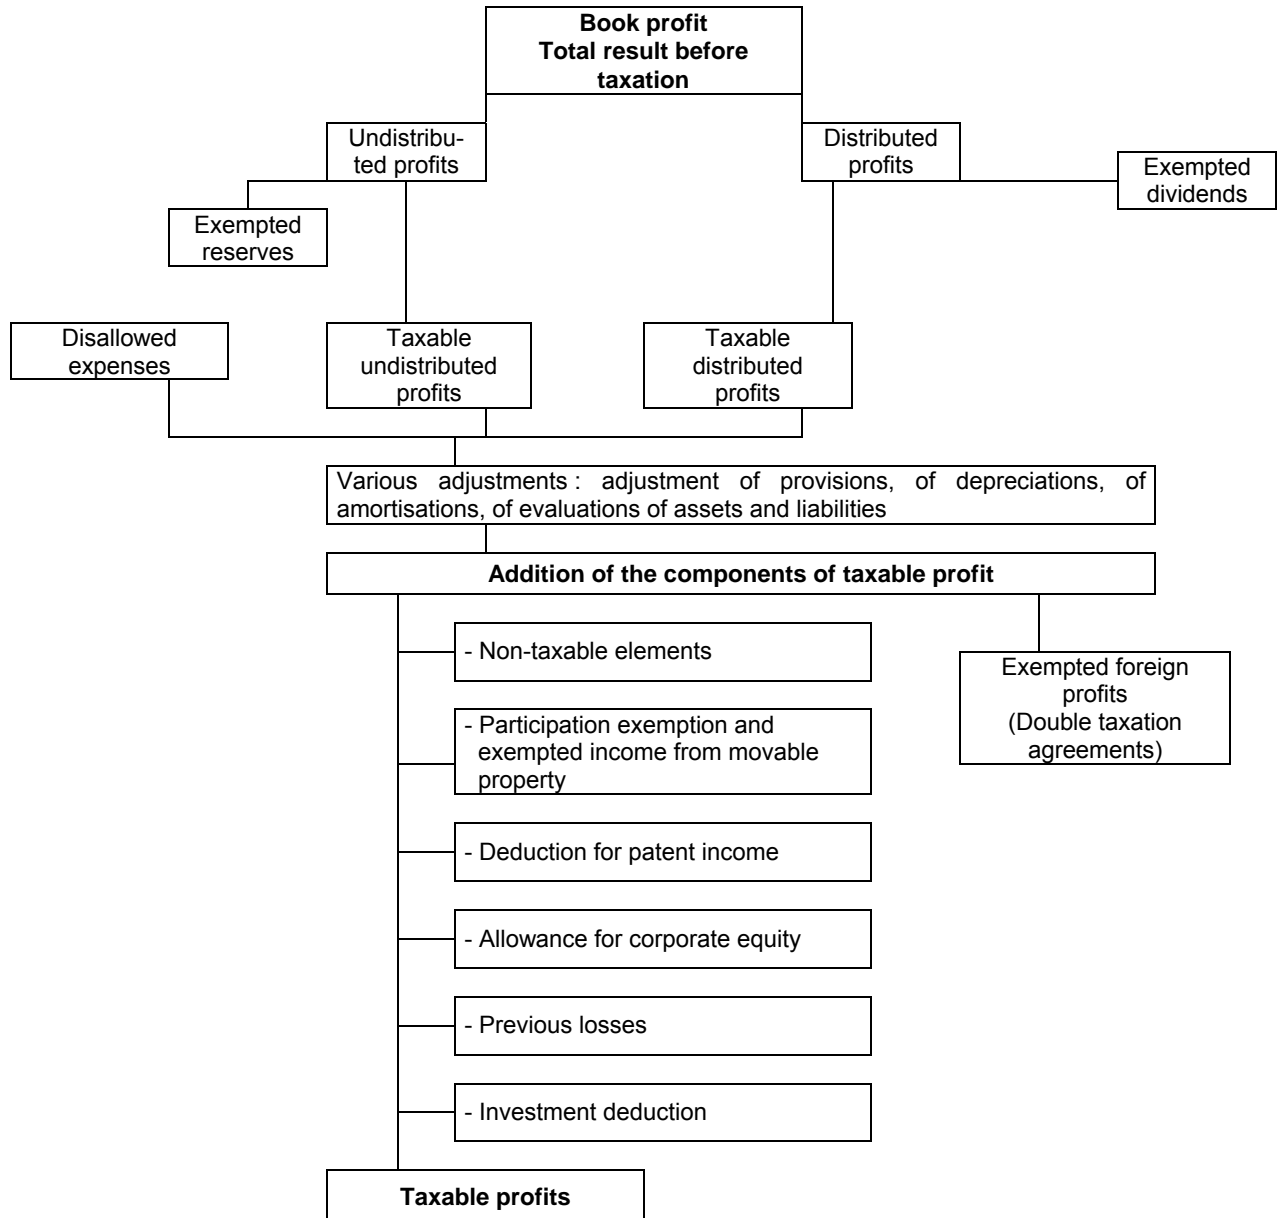 Book profit
Total result before
taxation
Undistribu-
ted profits
Distributed
profits
Exempted
dividends
Exempted
reserves
Disallowed
expenses
Taxable
undistributed
profits
Taxable
distributed
profits
Various adjustments : adjustment of provisions, of depreciations, of
amortisations, of evaluations of assets and liabilities
Addition of the components of taxable profit
- Non-taxable elements
Exempted foreign
profits
(Double taxation
agreements)
- Participation exemption and
exempted income from movable
property
- Deduction for patent income
- Allowance for corporate equity
- Previous losses
- Investment deduction
Taxable profits